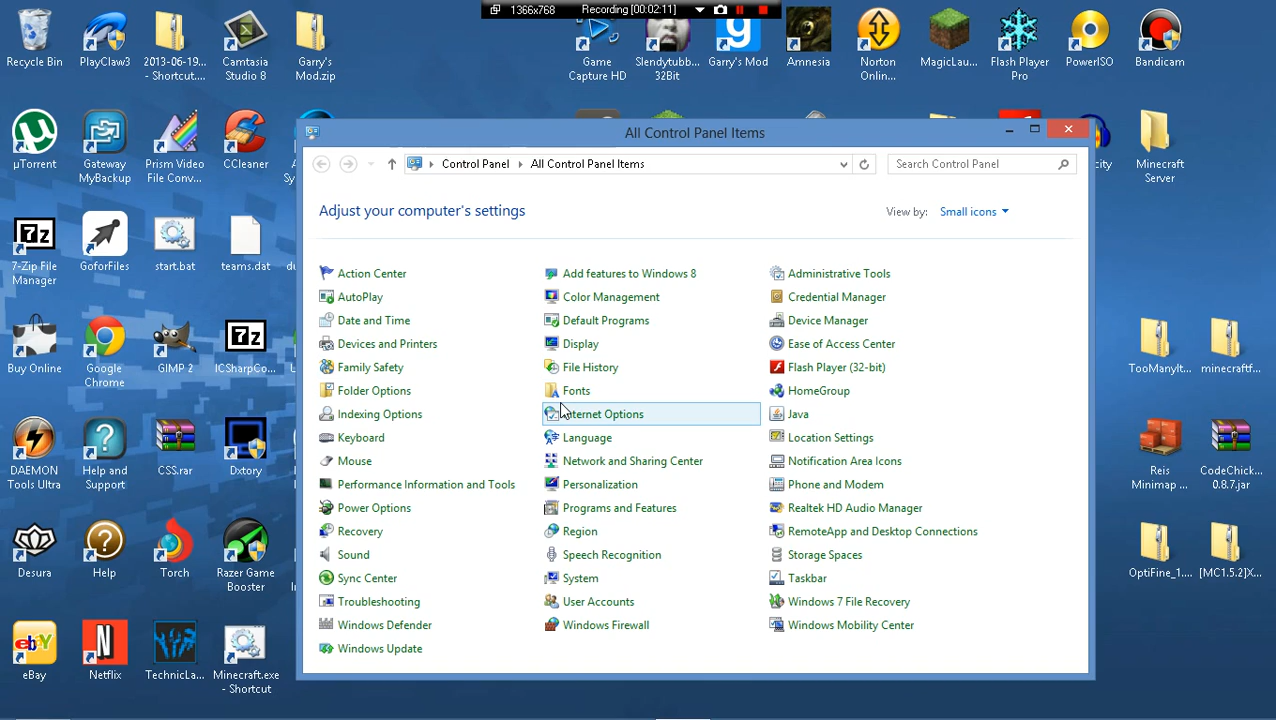 1366x768 Recording [00:02:11]
Recycle Bin
PlayClaw3
2013-06-19...
- Shortcut....
Camtasia
Studio 8
Garry's
Mod.zip
Game
Capture HD
Slendytubb...
32Bit
Garry's Mod
Amnesia
Norton
Onlin...
MagicLau...
Flash Player
Pro
PowerISO
Bandicam
µTorrent
Gateway
MyBackup
Prism Video
File Conv...
CCleaner
Minecraft
Server
7-Zip File
Manager
GoforFiles
start.bat
teams.dat
Buy Online
Google
Chrome
GIMP 2
ICSharpCo...
TooManyIt...
minecraftf...
DAEMON
Tools Ultra
Help and
Support
CSS.rar
Dxtory
Reis
Minimap ...
CodeChick...
0.8.7.jar
Desura
Help
Torch
Razer Game
Booster
OptiFine_1....
[MC1.5.2]X...
eBay
Netflix
TechnicLa...
Minecraft.exe
- Shortcut
All Control Panel Items
Control Panel All Control Panel Items
Search Control Panel
Adjust your computer's settings
View by: Small icons
Action Center
Add features to Windows 8
Administrative Tools
AutoPlay
Color Management
Credential Manager
Date and Time
Default Programs
Device Manager
Devices and Printers
Display
Ease of Access Center
Family Safety
File History
Flash Player (32-bit)
Folder Options
Fonts
HomeGroup
Indexing Options
Internet Options
Java
Keyboard
Language
Location Settings
Mouse
Network and Sharing Center
Notification Area Icons
Performance Information and Tools
Personalization
Phone and Modem
Power Options
Programs and Features
Realtek HD Audio Manager
Recovery
Region
RemoteApp and Desktop Connections
Sound
Speech Recognition
Storage Spaces
Sync Center
System
Taskbar
Troubleshooting
User Accounts
Windows 7 File Recovery
Windows Defender
Windows Firewall
Windows Mobility Center
Windows Update